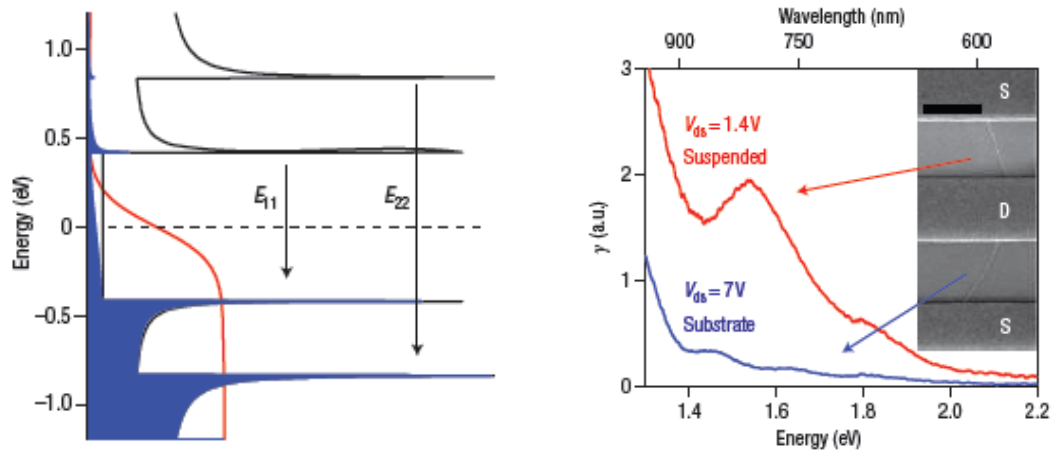 1.0
0.5
0
−0.5
−1.0
Energy (eV)
E11
E22
Wavelength (nm)
900 750 600
3
2
1
0
γ (a.u.)
Vds = 1.4 V
Suspended
Vds = 7 V
Substrate
S
D
S
1.4 1.6 1.8 2.0 2.2
Energy (eV)